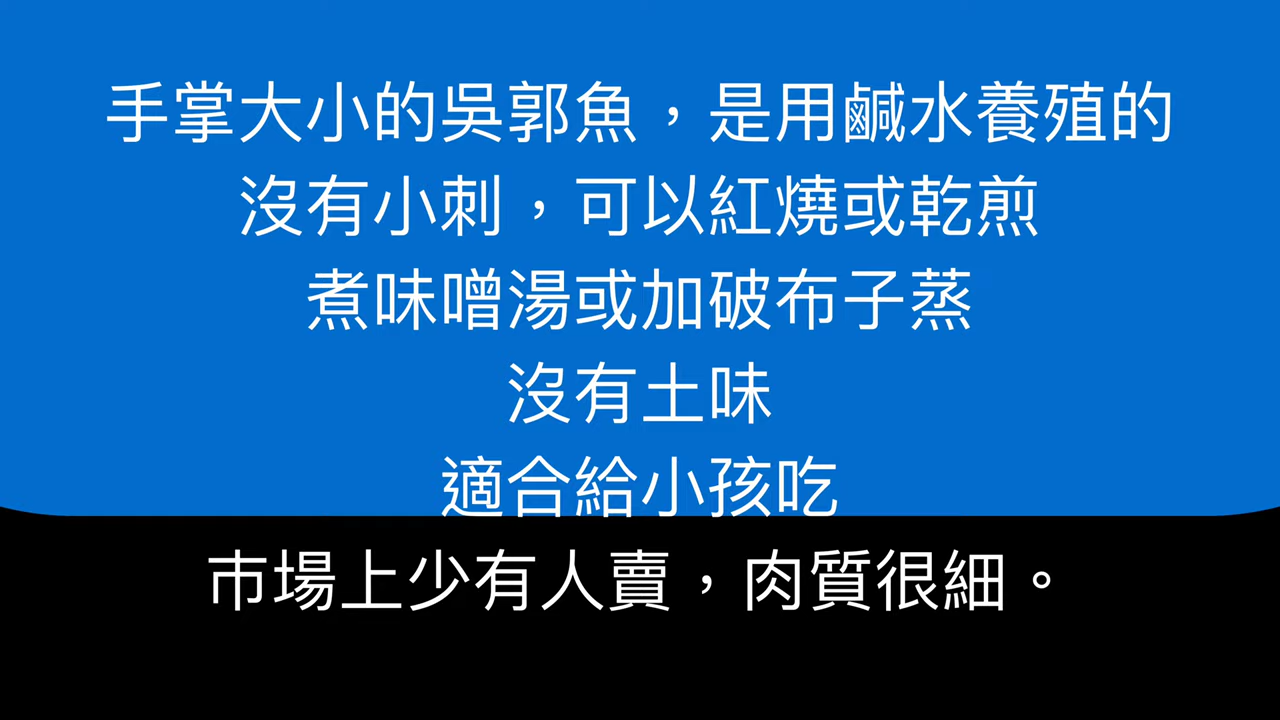 手掌大小的吳郭魚，是用鹹水養殖的
沒有小刺，可以紅燒或乾煎
煮味噌湯或加破布子蒸
沒有土味
適合給小孩吃
市場上少有人賣，肉質很細。